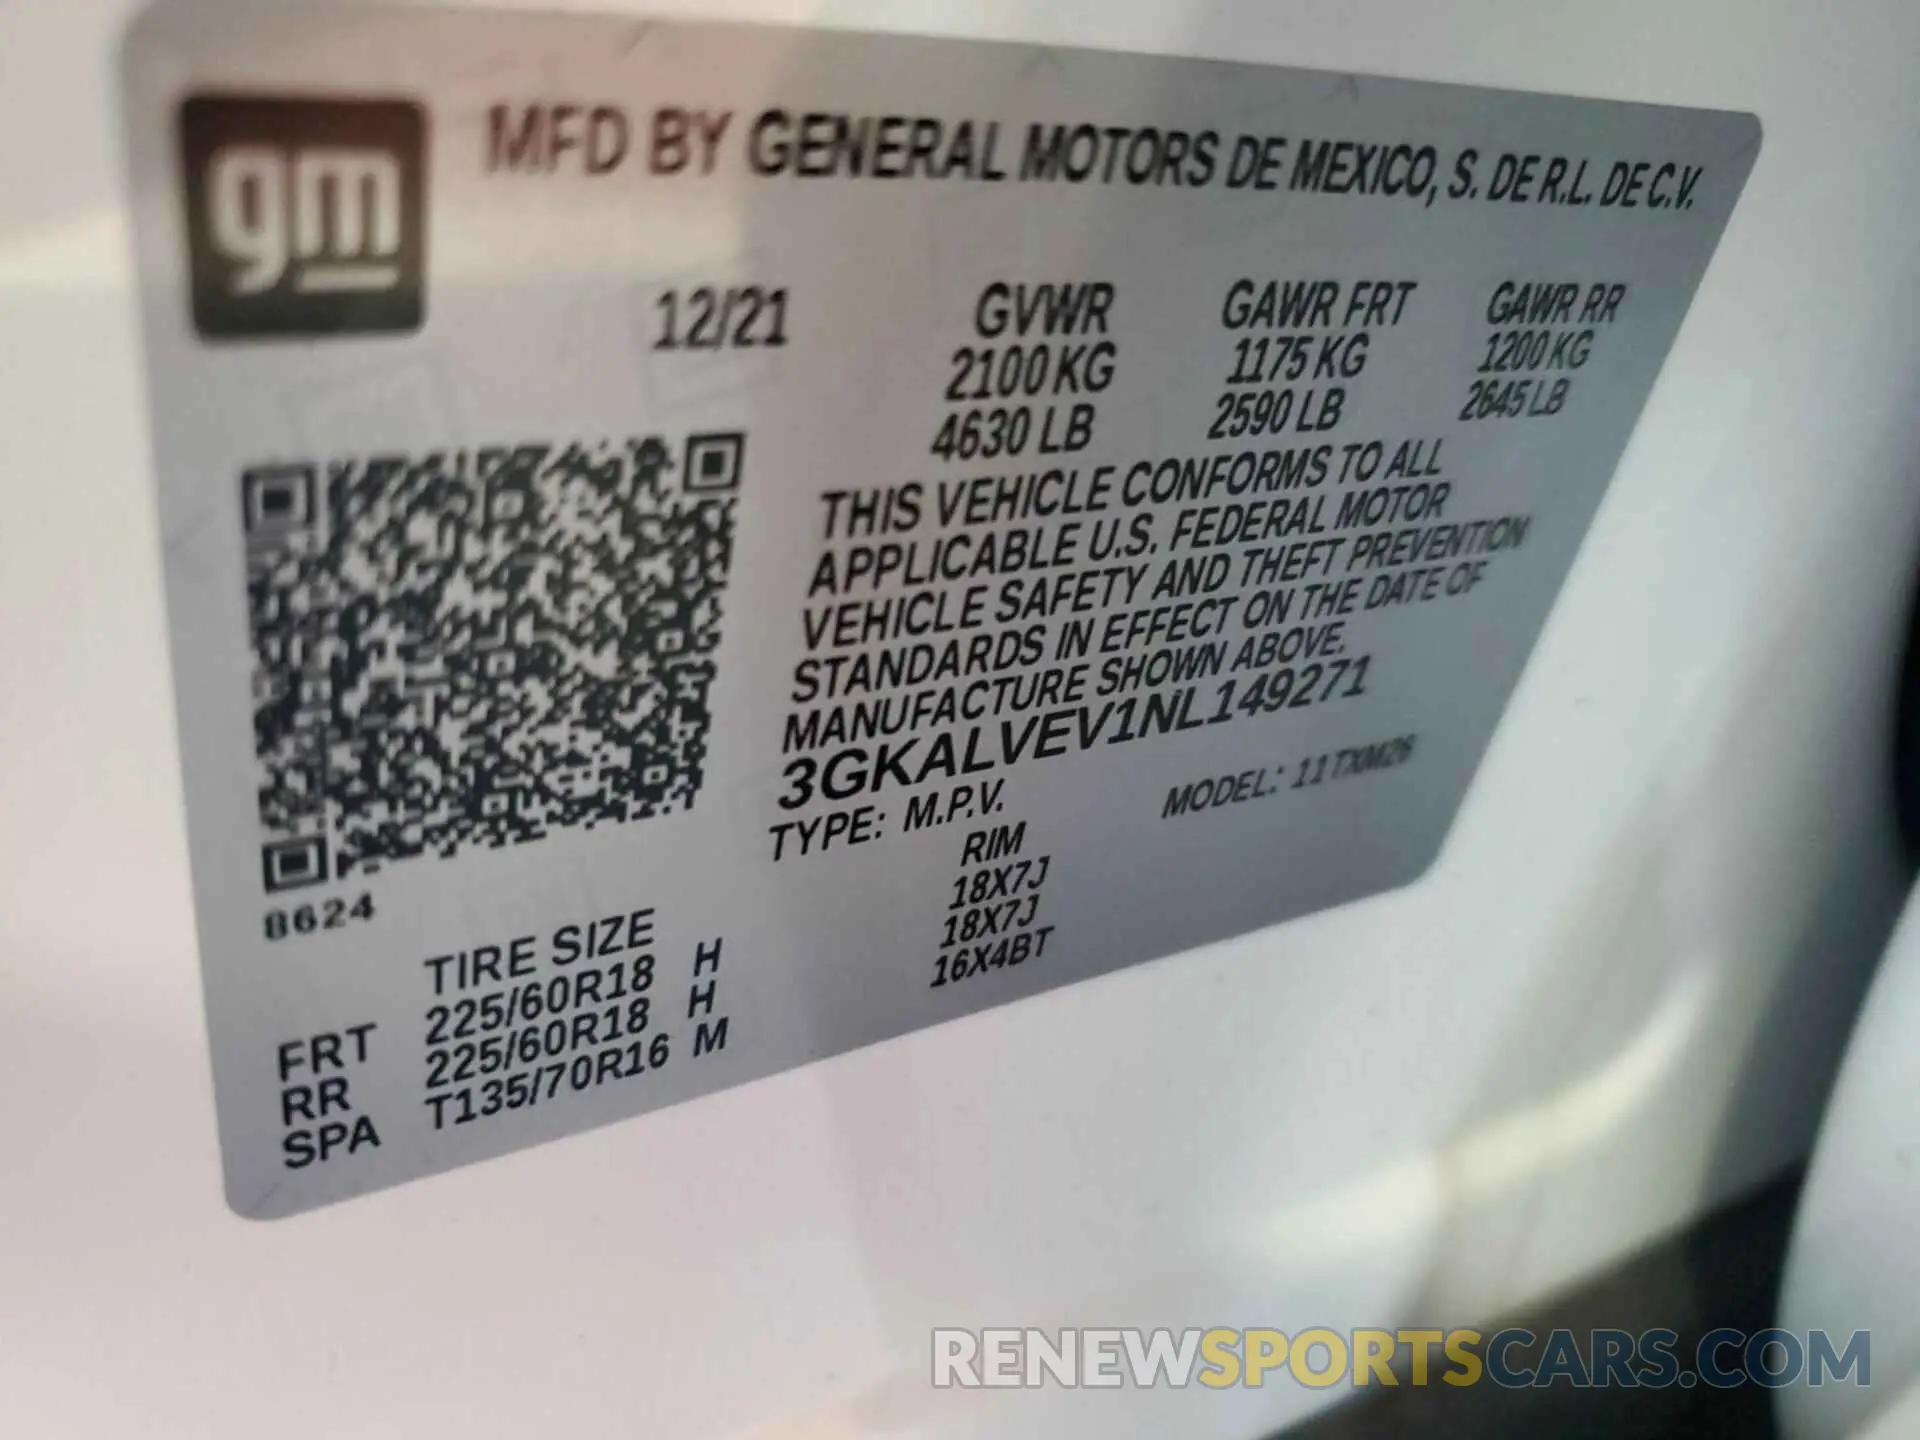 gm
MFD BY GENERAL MOTORS DE MEXICO, S. DE R.L. DE C.V.
12/21 GVWR GAWR FRT GAWR RR
2100 KG 1175 KG 1200 KG
4630 LB 2590 LB 2645 LB
THIS VEHICLE CONFORMS TO ALL
APPLICABLE U.S. FEDERAL MOTOR
VEHICLE SAFETY AND THEFT PREVENTION
STANDARDS IN EFFECT ON THE DATE OF
MANUFACTURE SHOWN ABOVE.
3GKALVEV1NL149271
TYPE: M.P.V. MODEL: 11TXM26
8624
TIRE SIZE RIM
FRT 225/60R18 H 18X7J
RR 225/60R18 H 18X7J
SPA T135/70R16 M 16X4BT
RENEWSPORTSCARS.COM